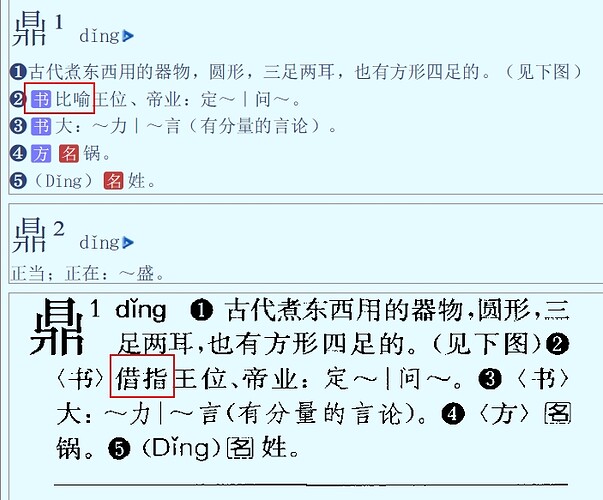 鼎1 dǐng
❶古代煮东西用的器物，圆形，三足两耳，也有方形四足的。（见下图）
❷书比喻王位、帝业：定～｜问～。
❸书大：～力｜～言（有分量的言论）。
❹方 名锅。
❺（Dǐng）名姓。
鼎2 dǐng
正当；正在：～盛。
鼎1 dǐng ❶古代煮东西用的器物，圆形，三
足两耳，也有方形四足的。（见下图）❷
〈书〉借指王位、帝业：定～｜问～。❸〈书〉
大：～力｜～言（有分量的言论）。❹〈方〉名
锅。❺（Dǐng）名姓。